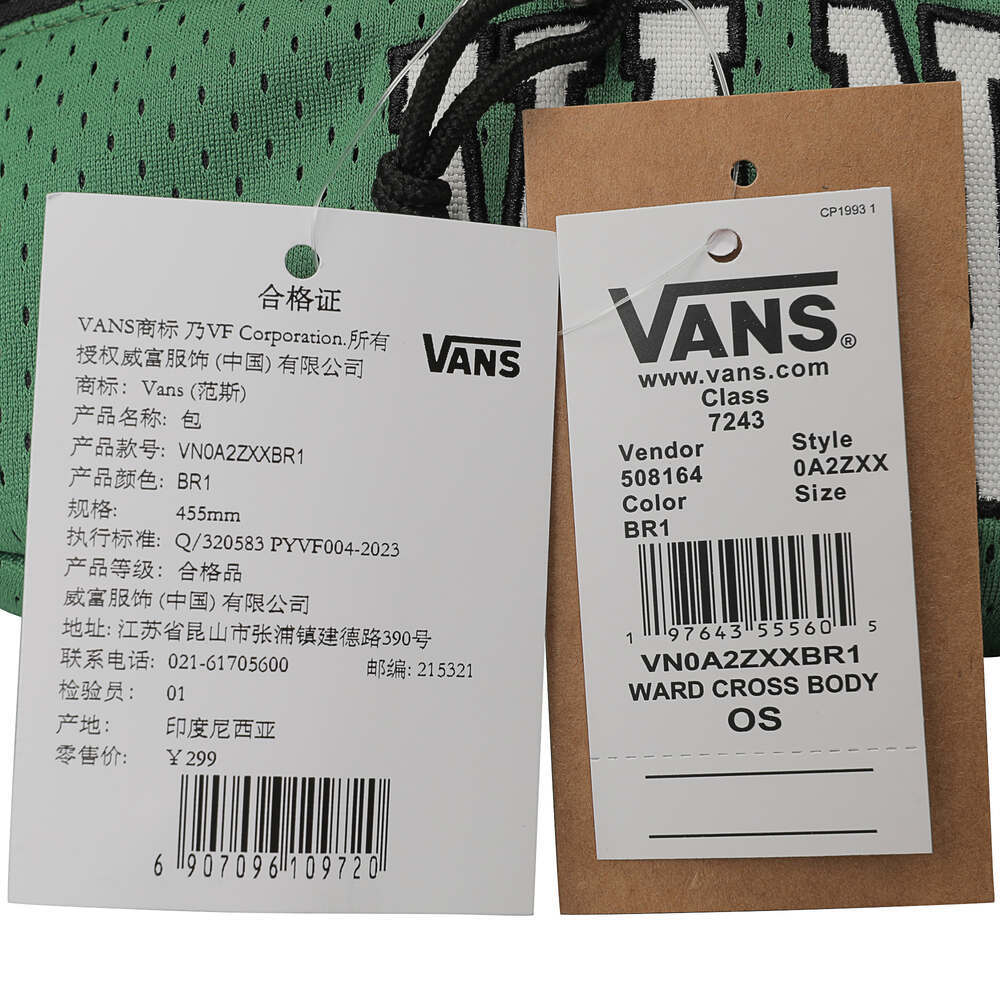 合格证
VANS商标 乃VF Corporation.所有
授权威富服饰 (中国) 有限公司
VANS
商标: Vans (范斯)
产品名称: 包
产品款号: VN0A2ZXXBR1
产品颜色: BR1
规格: 455mm
执行标准: Q/320583 PYVF004-2023
产品等级: 合格品
威富服饰 (中国) 有限公司
地址: 江苏省昆山市张浦镇建德路390号
联系电话: 021-61705600 邮编: 215321
检验员: 01
产地: 印度尼西亚
零售价: ¥ 299
6 907096 109720
CP1993 1
VANS®
www.vans.com
Class
7243
Vendor Style
508164 0A2ZXX
Color Size
BR1
1 97643 55560 5
VN0A2ZXXBR1
WARD CROSS BODY
OS